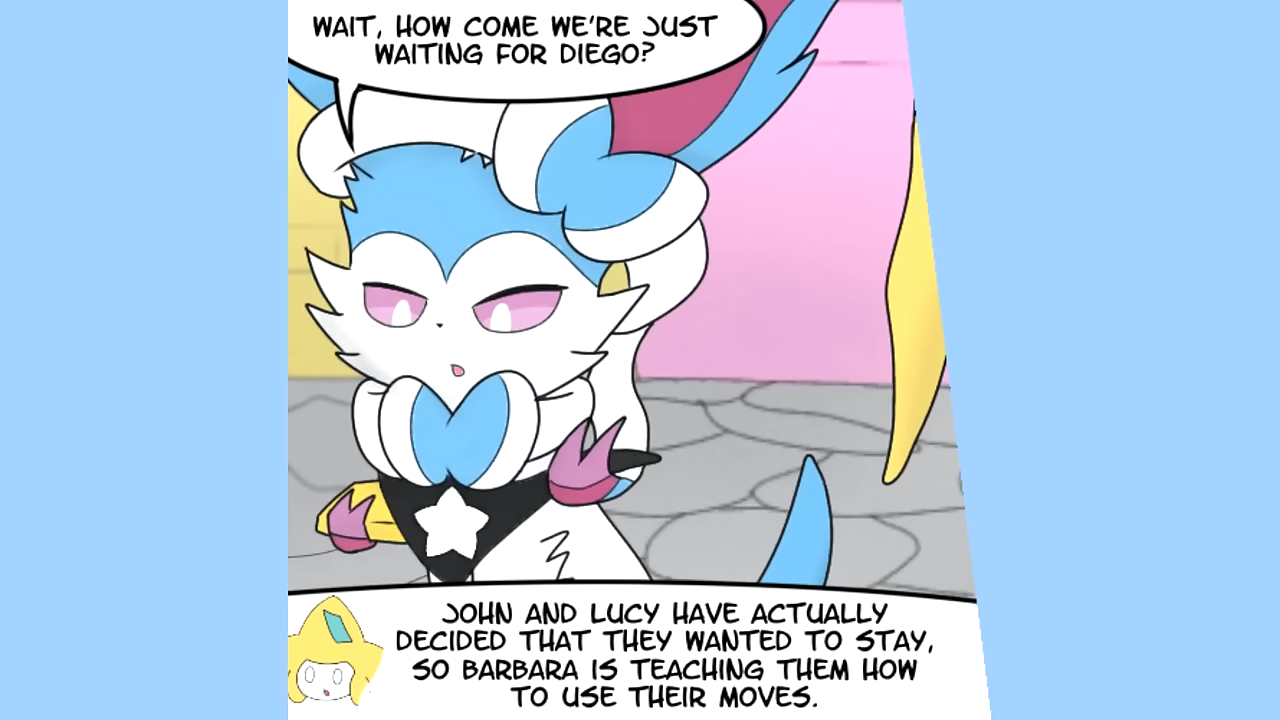 WAIT, HOW COME WE'RE JUST
WAITING FOR DIEGO?
JOHN AND LUCY HAVE ACTUALLY
DECIDED THAT THEY WANTED TO STAY,
SO BARBARA IS TEACHING THEM HOW
TO USE THEIR MOVES.